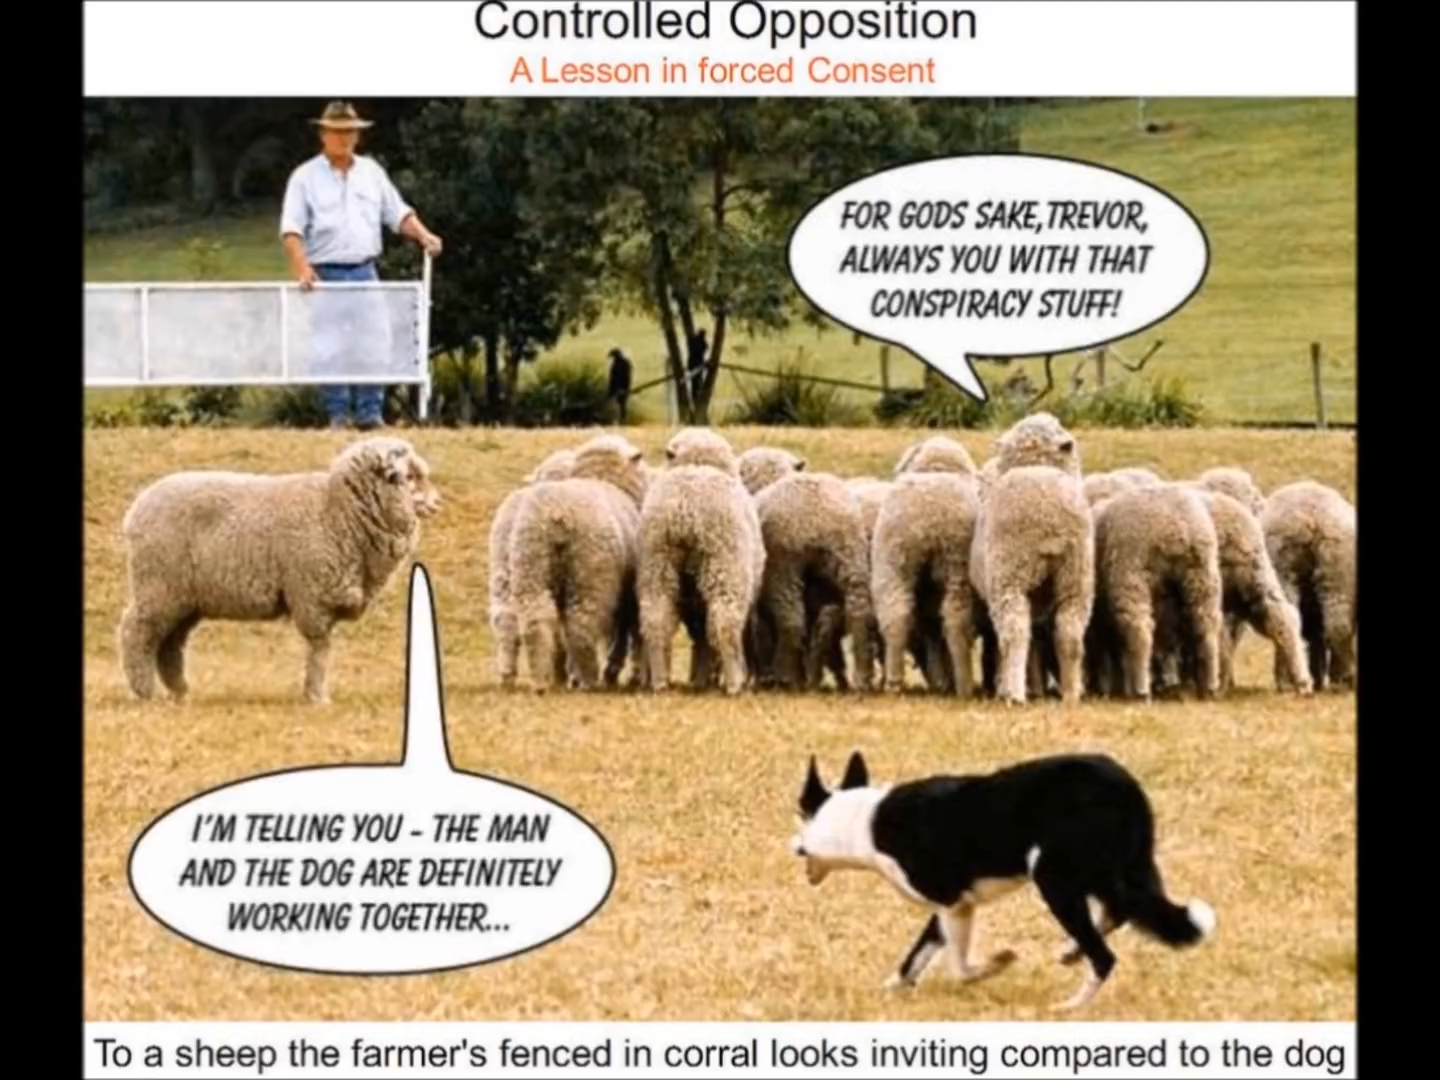 Controlled Opposition
A Lesson in forced Consent
FOR GODS SAKE, TREVOR,
ALWAYS YOU WITH THAT
CONSPIRACY STUFF!
I'M TELLING YOU - THE MAN
AND THE DOG ARE DEFINITELY
WORKING TOGETHER...
To a sheep the farmer's fenced in corral looks inviting compared to the dog